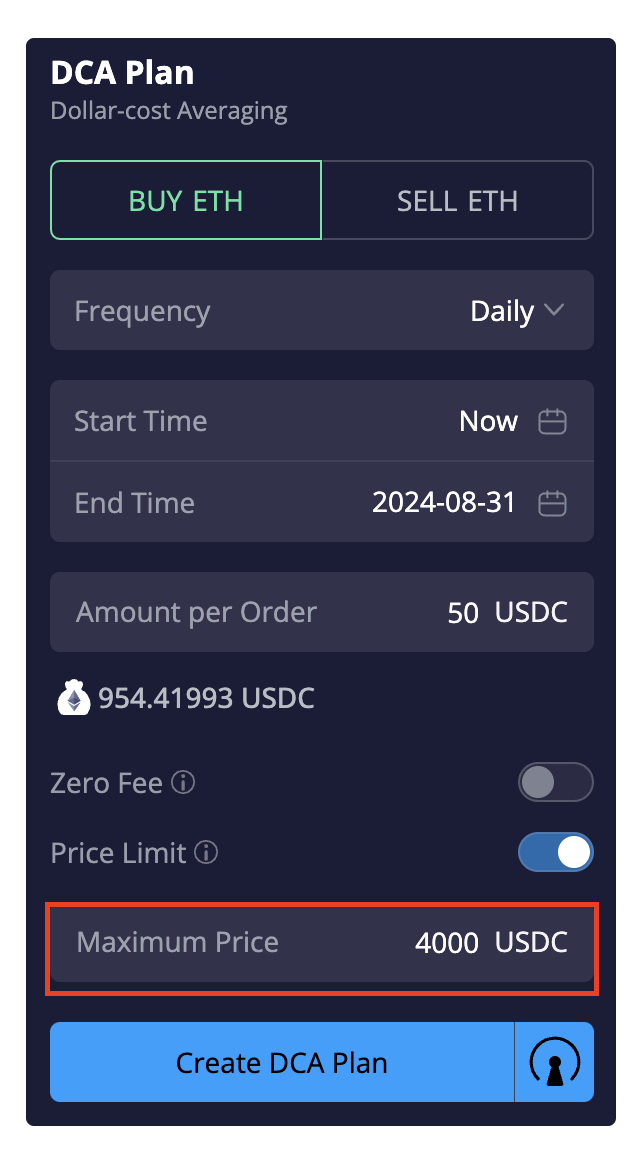 DCA Plan
Dollar-cost Averaging
BUY ETH SELL ETH
Frequency Daily
Start Time Now
End Time 2024-08-31
Amount per Order 50 USDC
954.41993 USDC
Zero Fee
Price Limit
Maximum Price 4000 USDC
Create DCA Plan